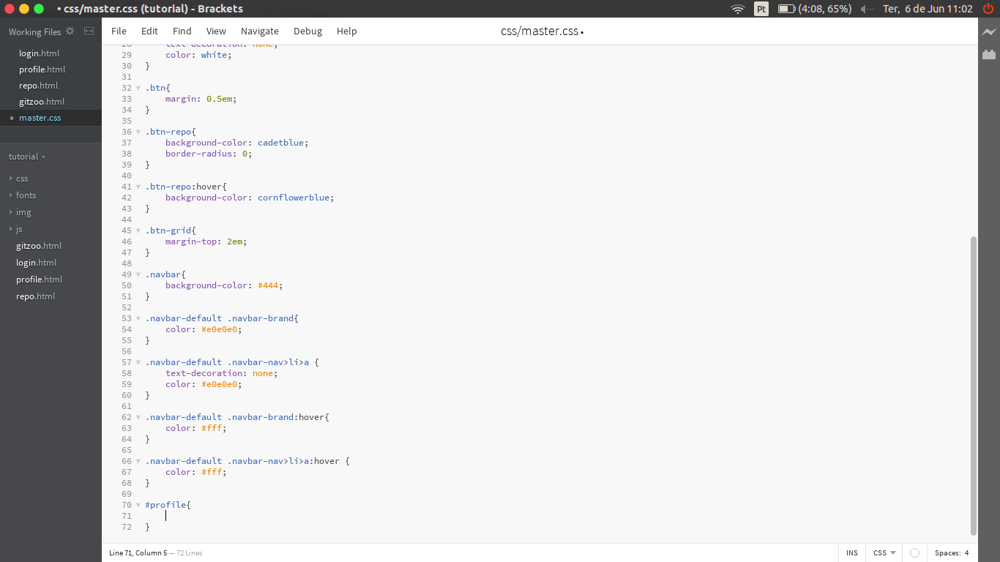 • css/master.css (tutorial) - Brackets
Pt
(4:08, 65%)
Ter, 6 de Jun 11:02
Working Files
login.html
profile.html
repo.html
gitzoo.html
• master.css
tutorial
css
fonts
img
js
gitzoo.html
login.html
profile.html
repo.html
File Edit Find View Navigate Debug Help
css/master.css •
28 text-decoration: none;
29 color: white;
30 }
31
32 .btn{
33 margin: 0.5em;
34 }
35
36 .btn-repo{
37 background-color: cadetblue;
38 border-radius: 0;
39 }
40
41 .btn-repo:hover{
42 background-color: cornflowerblue;
43 }
44
45 .btn-grid{
46 margin-top: 2em;
47 }
48
49 .navbar{
50 background-color: #444;
51 }
52
53 .navbar-default .navbar-brand{
54 color: #e0e0e0;
55 }
56
57 .navbar-default .navbar-nav>li>a {
58 text-decoration: none;
59 color: #e0e0e0;
60 }
61
62 .navbar-default .navbar-brand:hover{
63 color: #fff;
64 }
65
66 .navbar-default .navbar-nav>li>a:hover {
67 color: #fff;
68 }
69
70 #profile{
71
72 }
Line 71, Column 5 — 72 Lines
INS
CSS
Spaces: 4